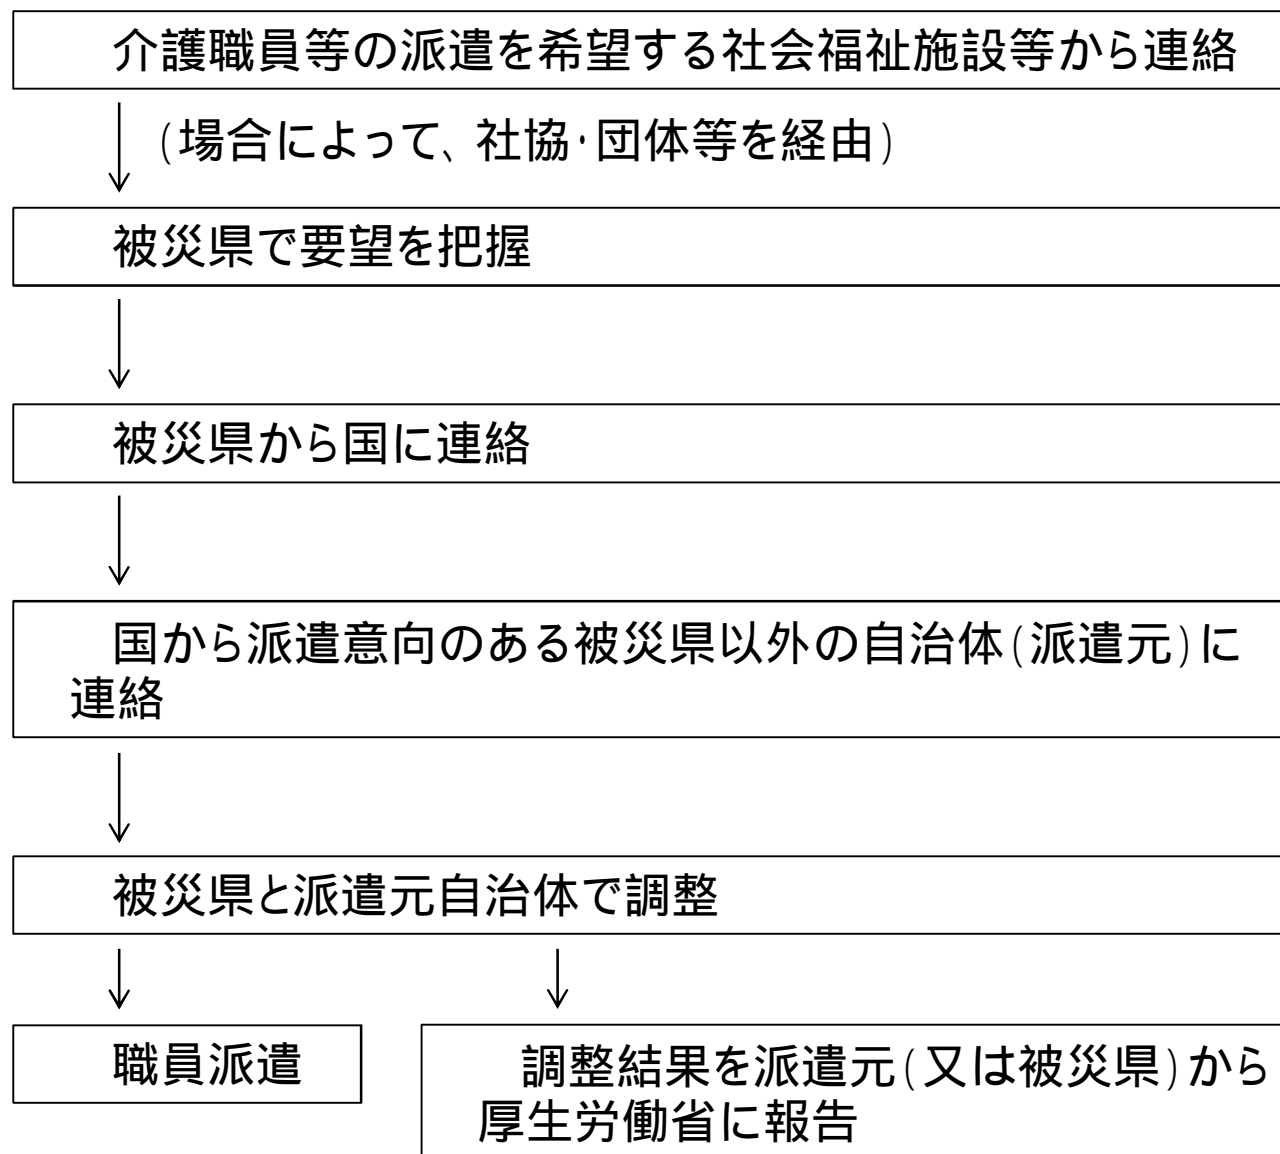 介護職員等の派遣を希望する社会福祉施設等から連絡
(場合によって、社協・団体等を経由)
被災県で要望を把握
被災県から国に連絡
国から派遣意向のある被災県以外の自治体(派遣元)に
連絡
被災県と派遣元自治体で調整
職員派遣
調整結果を派遣元(又は被災県)から
厚生労働省に報告